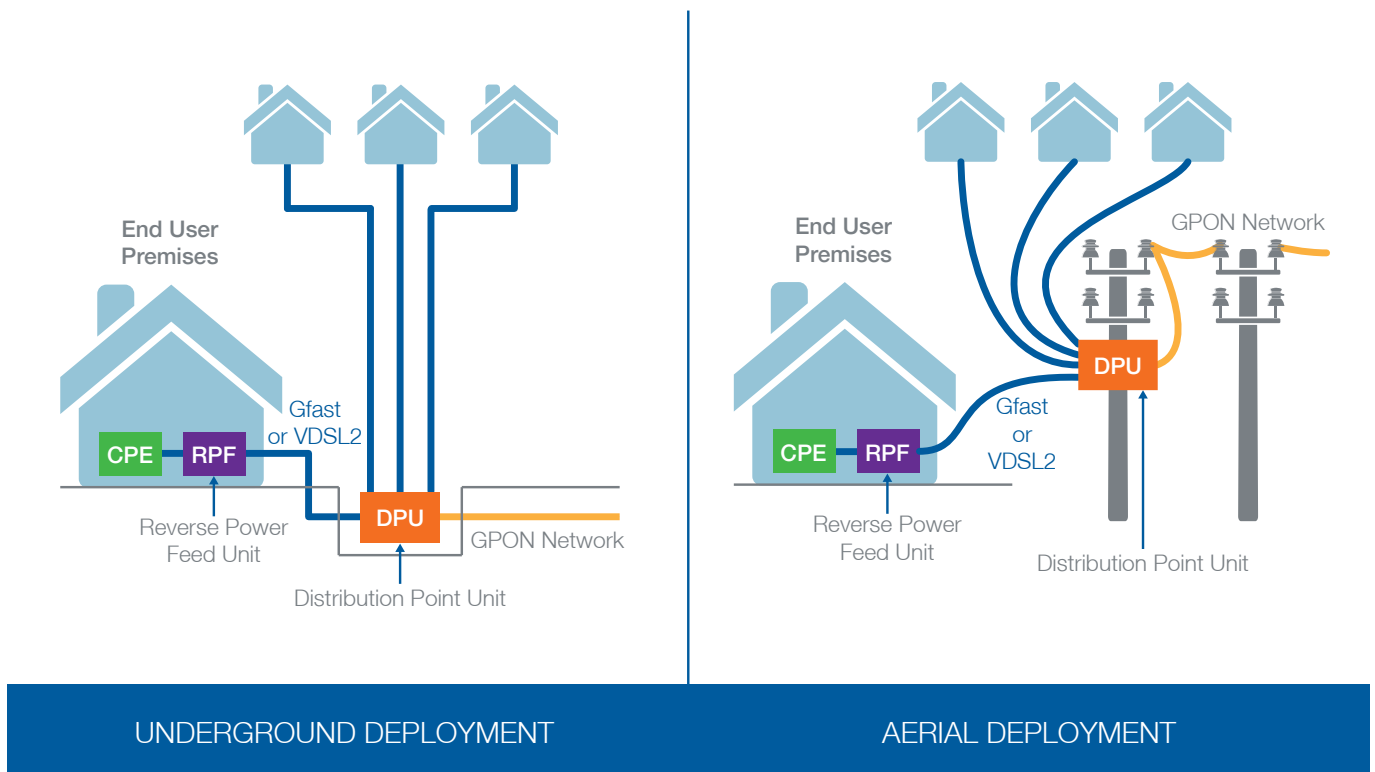 End User
Premises
Gfast
or VDSL2
CPE
RPF
DPU
Reverse Power
Feed Unit
GPON Network
Distribution Point Unit
UNDERGROUND DEPLOYMENT
End User
Premises
GPON Network
DPU
Gfast
or
VDSL2
CPE
RPF
Reverse Power
Feed Unit
Distribution Point Unit
AERIAL DEPLOYMENT